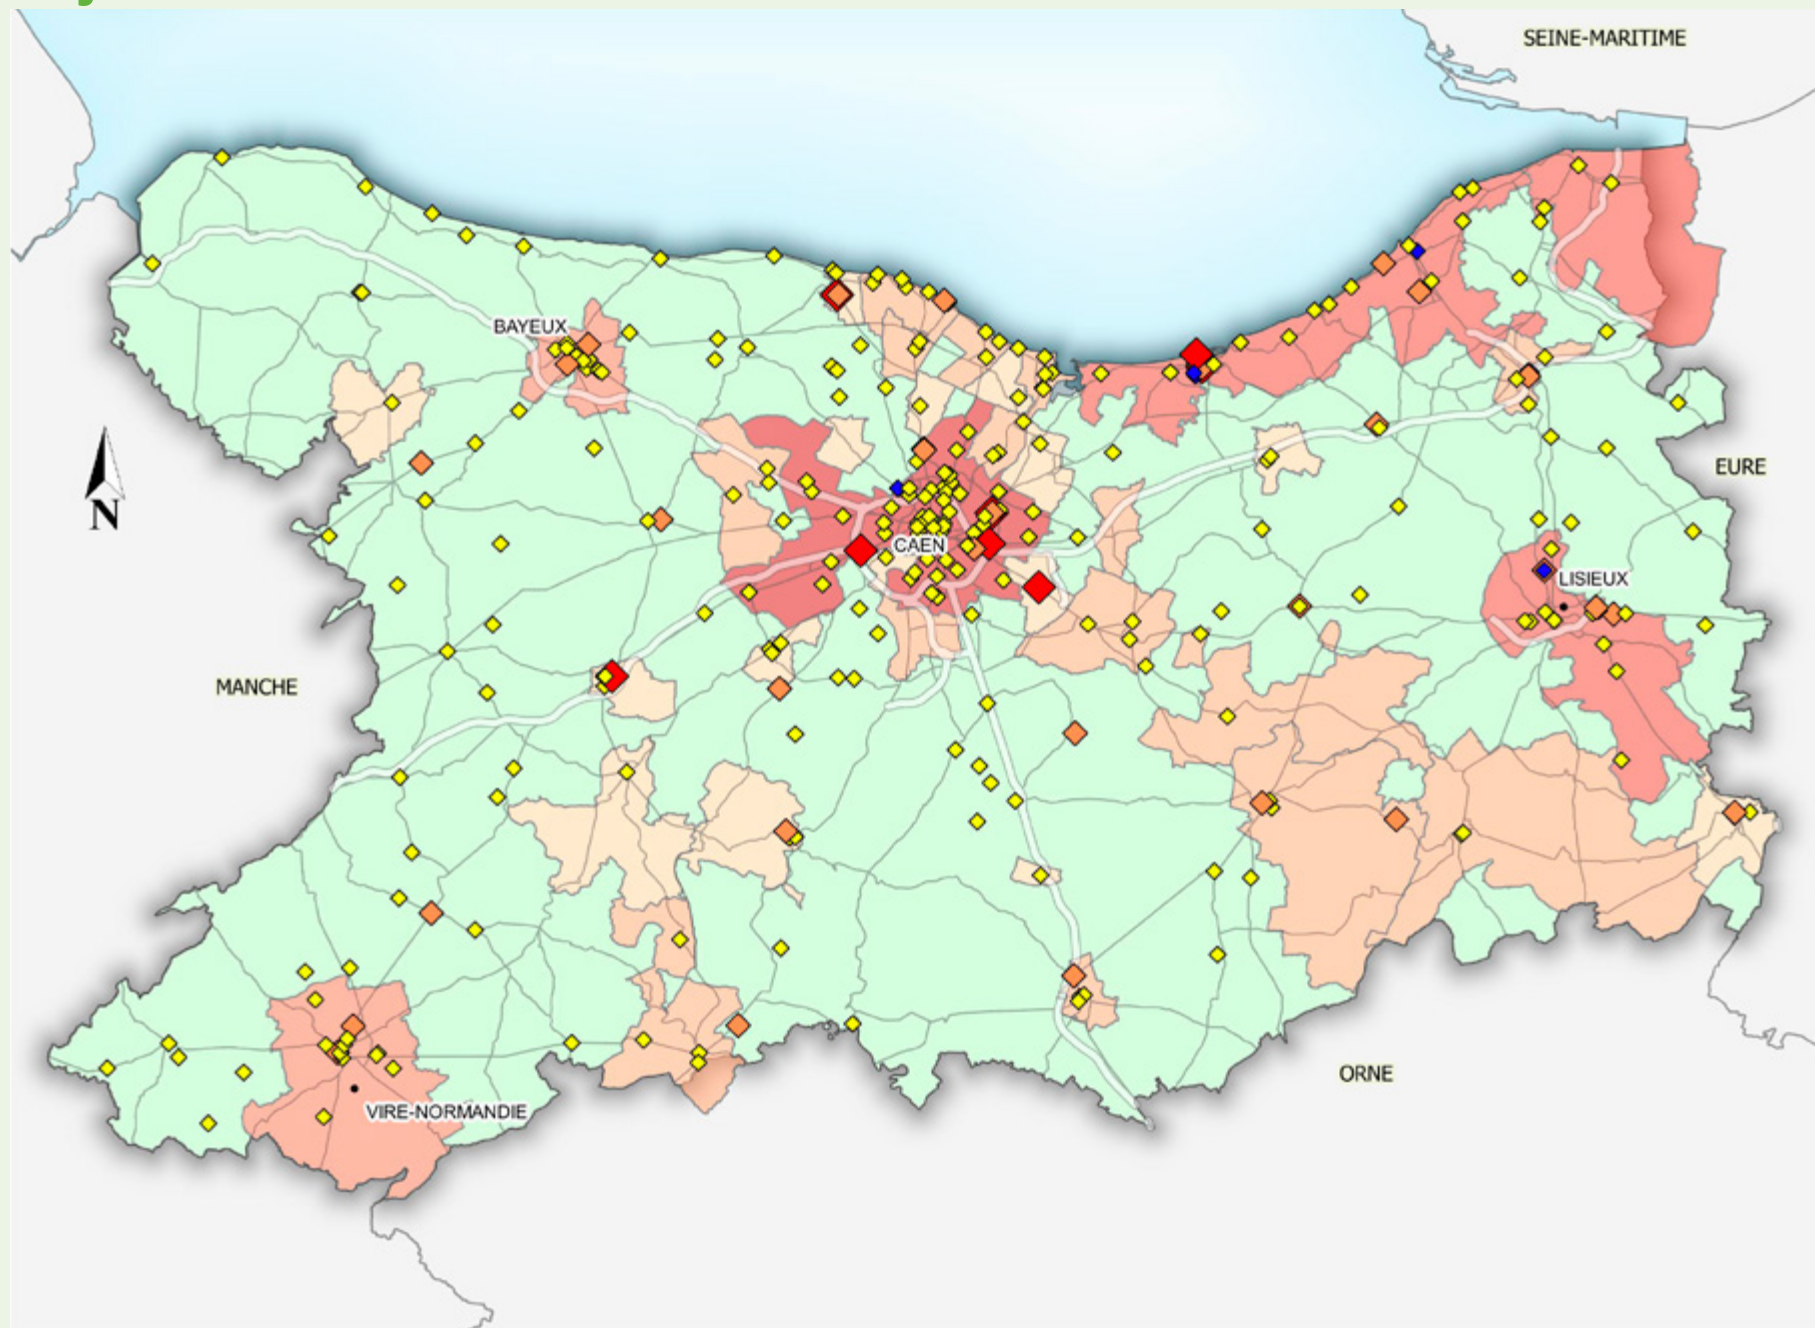 SEINE-MARITIME
BAYEUX
EURE
N
CAEN
LISIEUX
MANCHE
ORNE
VIRE-NORMANDIE